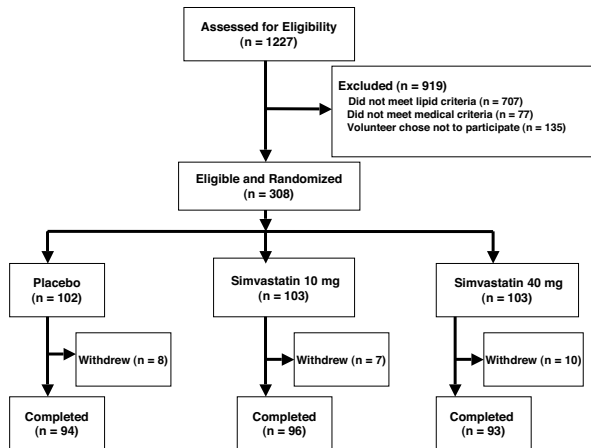 Assessed for Eligibility
(n = 1227)
Excluded (n = 919)
Did not meet lipid criteria (n = 707)
Did not meet medical criteria (n = 77)
Volunteer chose not to participate (n = 135)
Eligible and Randomized
(n = 308)
Placebo
(n = 102)
Simvastatin 10 mg
(n = 103)
Simvastatin 40 mg
(n = 103)
Withdrew (n = 8)
Withdrew (n = 7)
Withdrew (n = 10)
Completed
(n = 94)
Completed
(n = 96)
Completed
(n = 93)